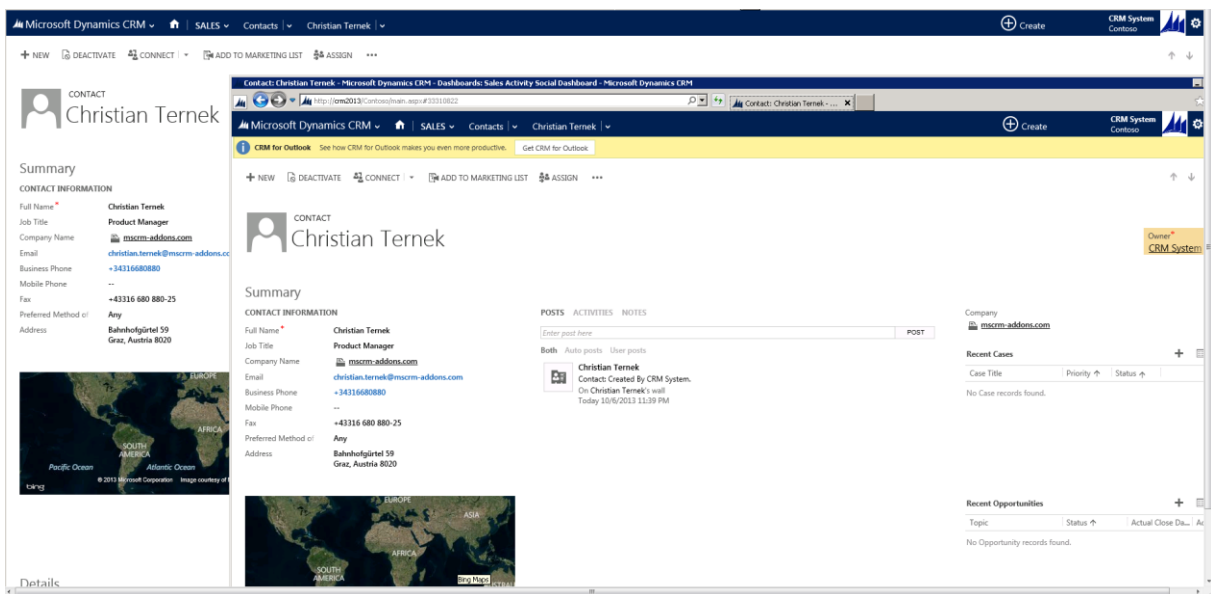 Microsoft Dynamics CRM SALES Contacts Christian Ternek Create CRM System
Contoso
NEW DEACTIVATE CONNECT ADD TO MARKETING LIST ASSIGN •••
CONTACT
Christian Ternek
Summary
CONTACT INFORMATION
Full Name* Christian Ternek
Job Title Product Manager
Company Name mscrm-addons.com
Email christian.ternek@mscrm-addons.co
Business Phone +34316680880
Mobile Phone --
Fax +43316 680 880-25
Preferred Method of Any
Address Bahnhofgürtel 59
Graz, Austria 8020
EUROPE
AFRICA
SOUTH
AMERICA
Pacific Ocean Atlantic Ocean
bing © 2013 Microsoft Corporation Image courtesy of
Details
Contact: Christian Ternek - Microsoft Dynamics CRM - Dashboards: Sales Activity Social Dashboard - Microsoft Dynamics CRM
http://crm2013/Contoso/main.aspx#33310822 Contact: Christian Ternek - ...
Microsoft Dynamics CRM SALES Contacts Christian Ternek Create CRM System
Contoso
CRM for Outlook See how CRM for Outlook makes you even more productive. Get CRM for Outlook
NEW DEACTIVATE CONNECT ADD TO MARKETING LIST ASSIGN •••
CONTACT
Christian Ternek
Owner*
CRM System
Summary
CONTACT INFORMATION
Full Name* Christian Ternek
Job Title Product Manager
Company Name mscrm-addons.com
Email christian.ternek@mscrm-addons.com
Business Phone +34316680880
Mobile Phone --
Fax +43316 680 880-25
Preferred Method of Any
Address Bahnhofgürtel 59
Graz, Austria 8020
EUROPE
ASIA
AFRICA
SOUTH
AMERICA
Bing Maps
POSTS ACTIVITIES NOTES
Enter post here POST
Both Auto posts User posts
Christian Ternek
Contact: Created By CRM System.
On Christian Ternek's wall
Today 10/6/2013 11:39 PM
Company
mscrm-addons.com
Recent Cases
Case Title Priority Status
No Case records found.
Recent Opportunities
Topic Status Actual Close Da...
No Opportunity records found.